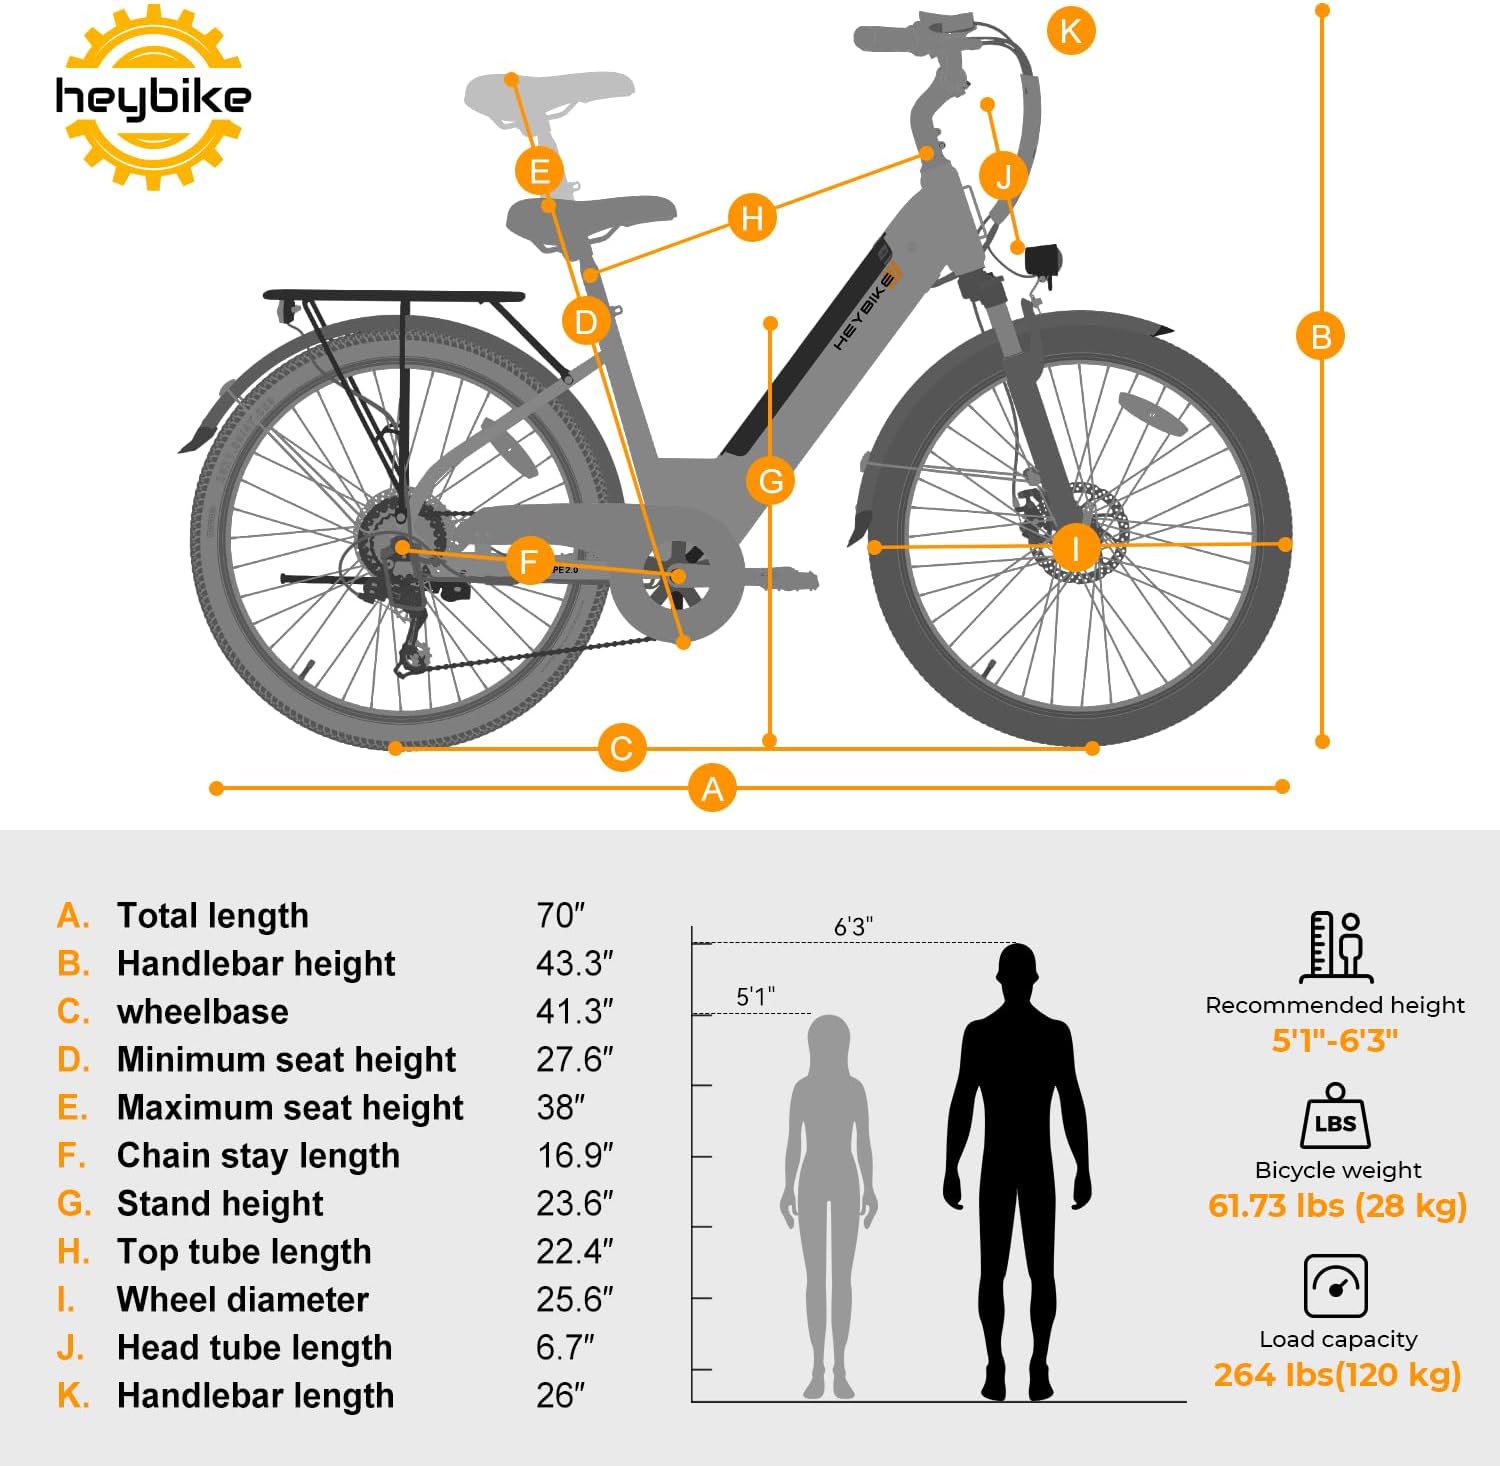 heybike
K
E
J
H
HEYBIKE
D
B
G
F
PE2.0
I
C
A
A. Total length 70"
B. Handlebar height 43.3"
C. wheelbase 41.3"
D. Minimum seat height 27.6"
E. Maximum seat height 38"
F. Chain stay length 16.9"
G. Stand height 23.6"
H. Top tube length 22.4"
I. Wheel diameter 25.6"
J. Head tube length 6.7"
K. Handlebar length 26"
6'3"
5'1"
Recommended height
5'1"-6'3"
LBS
Bicycle weight
61.73 lbs (28 kg)
Load capacity
264 lbs(120 kg)